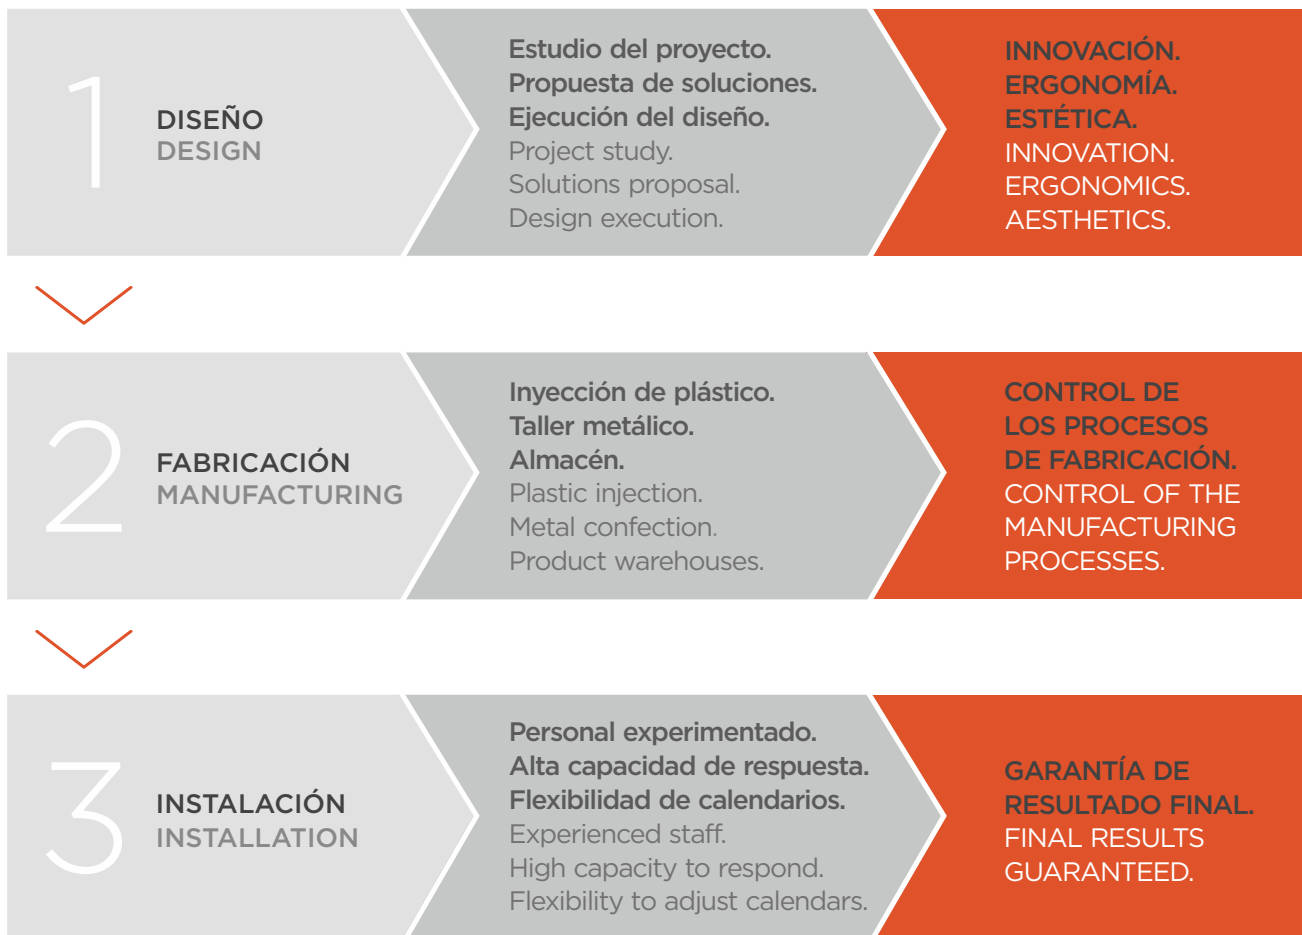 1
DISEÑO
DESIGN
Estudio del proyecto.
Propuesta de soluciones.
Ejecución del diseño.
Project study.
Solutions proposal.
Design execution.
INNOVACIÓN.
ERGONOMÍA.
ESTÉTICA.
INNOVATION.
ERGONOMICS.
AESTHETICS.
2
FABRICACIÓN
MANUFACTURING
Inyección de plástico.
Taller metálico.
Almacén.
Plastic injection.
Metal confection.
Product warehouses.
CONTROL DE
LOS PROCESOS
DE FABRICACIÓN.
CONTROL OF THE
MANUFACTURING
PROCESSES.
3
INSTALACIÓN
INSTALLATION
Personal experimentado.
Alta capacidad de respuesta.
Flexibilidad de calendarios.
Experienced staff.
High capacity to respond.
Flexibility to adjust calendars.
GARANTÍA DE
RESULTADO FINAL.
FINAL RESULTS
GUARANTEED.